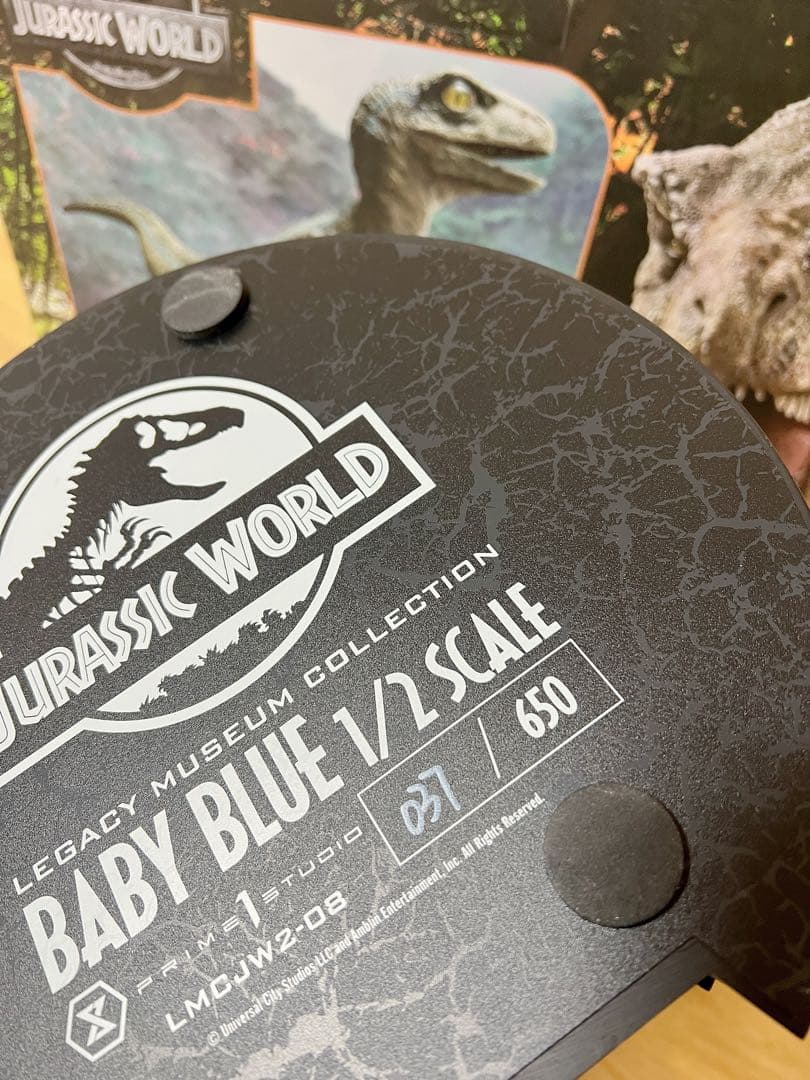 JURASSIC WORLD
JURASSIC WORLD
LEGACY MUSEUM COLLECTION
BABY BLUE 1/2 SCALE
037 / 650
PRIME 1 STUDIO
LMCJW2-08
© Universal City Studios LLC and Amblin Entertainment, Inc. All Rights Reserved.